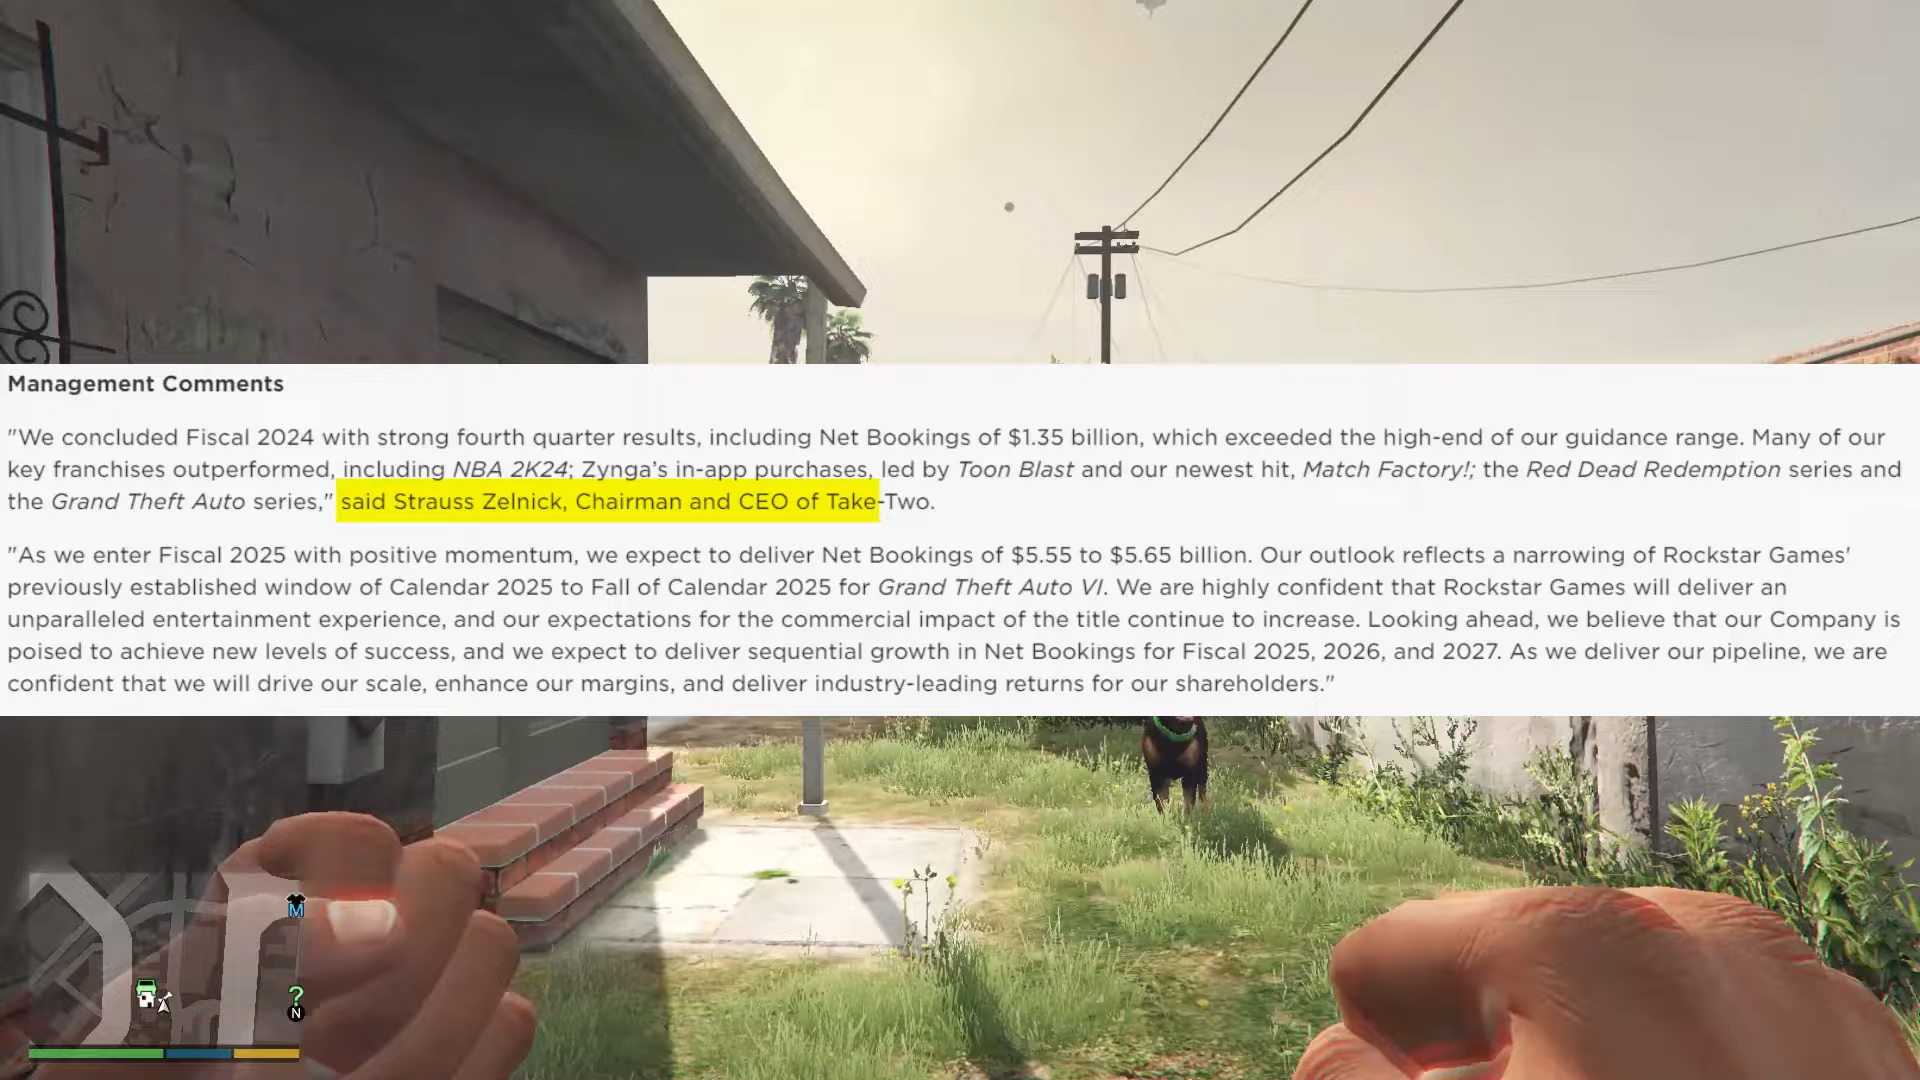 Management Comments
"We concluded Fiscal 2024 with strong fourth quarter results, including Net Bookings of $1.35 billion, which exceeded the high-end of our guidance range. Many of our
key franchises outperformed, including NBA 2K24; Zynga's in-app purchases, led by Toon Blast and our newest hit, Match Factory!; the Red Dead Redemption series and
the Grand Theft Auto series," said Strauss Zelnick, Chairman and CEO of Take-Two.
"As we enter Fiscal 2025 with positive momentum, we expect to deliver Net Bookings of $5.55 to $5.65 billion. Our outlook reflects a narrowing of Rockstar Games'
previously established window of Calendar 2025 to Fall of Calendar 2025 for Grand Theft Auto VI. We are highly confident that Rockstar Games will deliver an
unparalleled entertainment experience, and our expectations for the commercial impact of the title continue to increase. Looking ahead, we believe that our Company is
poised to achieve new levels of success, and we expect to deliver sequential growth in Net Bookings for Fiscal 2025, 2026, and 2027. As we deliver our pipeline, we are
confident that we will drive our scale, enhance our margins, and deliver industry-leading returns for our shareholders."
M
?
N